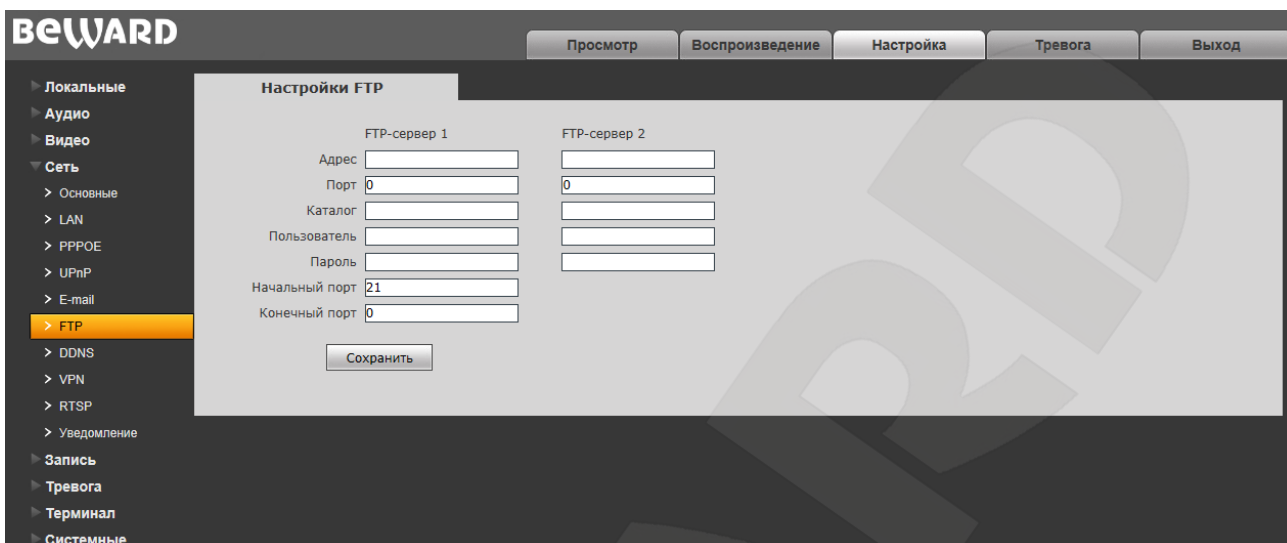 BEWARD
Просмотр Воспроизведение Настройка Тревога Выход
Локальные
Аудио
Видео
Сеть
Основные
LAN
PPPOE
UPnP
E-mail
FTP
DDNS
VPN
RTSP
Уведомление
Запись
Тревога
Терминал
Системные
Настройки FTP
FTP-сервер 1 FTP-сервер 2
Адрес
Порт 0 0
Каталог
Пользователь
Пароль
Начальный порт 21
Конечный порт 0
Сохранить